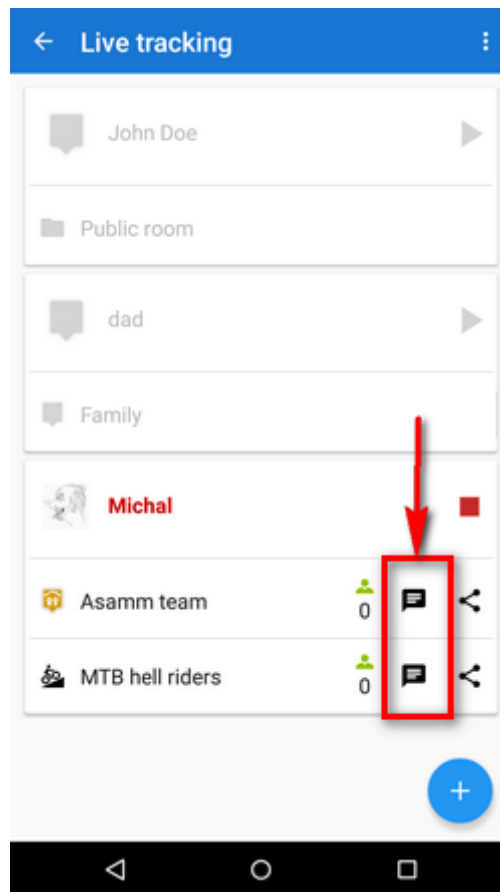 Live tracking
John Doe
Public room
dad
Family
Michal
Asamm team
0
MTB hell riders
0